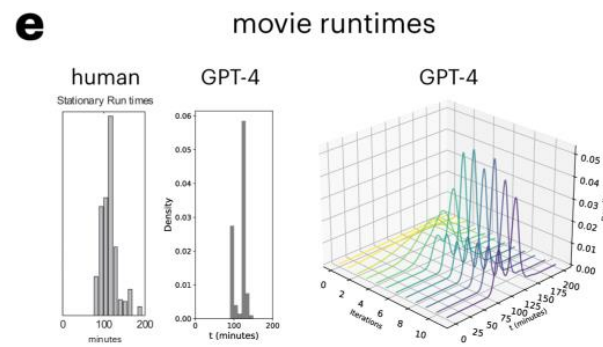 e
movie runtimes
human
Stationary Run times
0 100 200
minutes
GPT-4
Density
0.06
0.05
0.04
0.03
0.02
0.01
0.00
0 100 200
t (minutes)
GPT-4
0.05
0.04
0.03
0.02
0.01
0.00
0 2 4 6 8 10
Iterations
0 25 50 75 100 125 150 175 200
t (minutes)